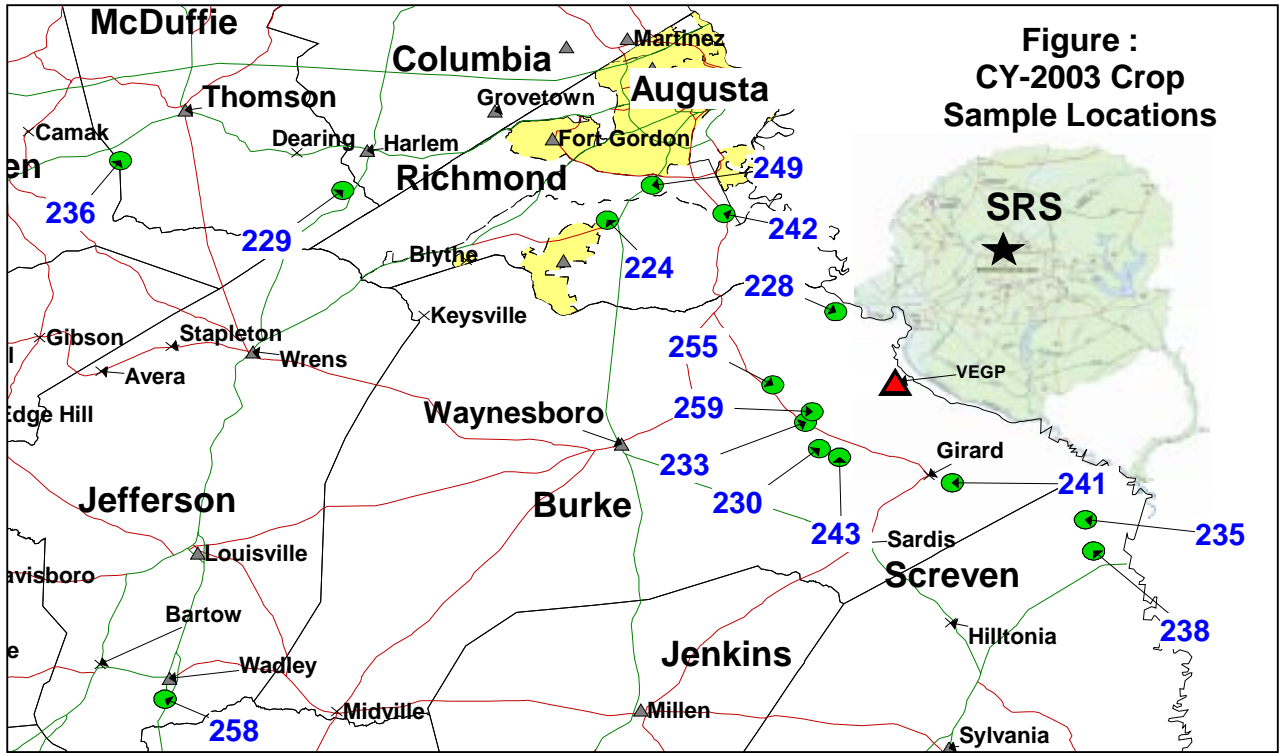 McDuffie
Martinez
Figure :
CY-2003 Crop
Sample Locations
Columbia
Augusta
Thomson
Grovetown
Camak
Dearing
Harlem
Fort Gordon
en
Richmond
249
236
SRS
229
242
Blythe
224
228
Keysville
Gibson
Stapleton
Wrens
255
Avera
VEGP
Edge Hill
259
Waynesboro
233
Girard
Jefferson
230
241
Burke
243
235
Sardis
Louisville
Screven
avisboro
Bartow
238
Hilltonia
e
Wadley
Jenkins
258
Midville
Millen
Sylvania